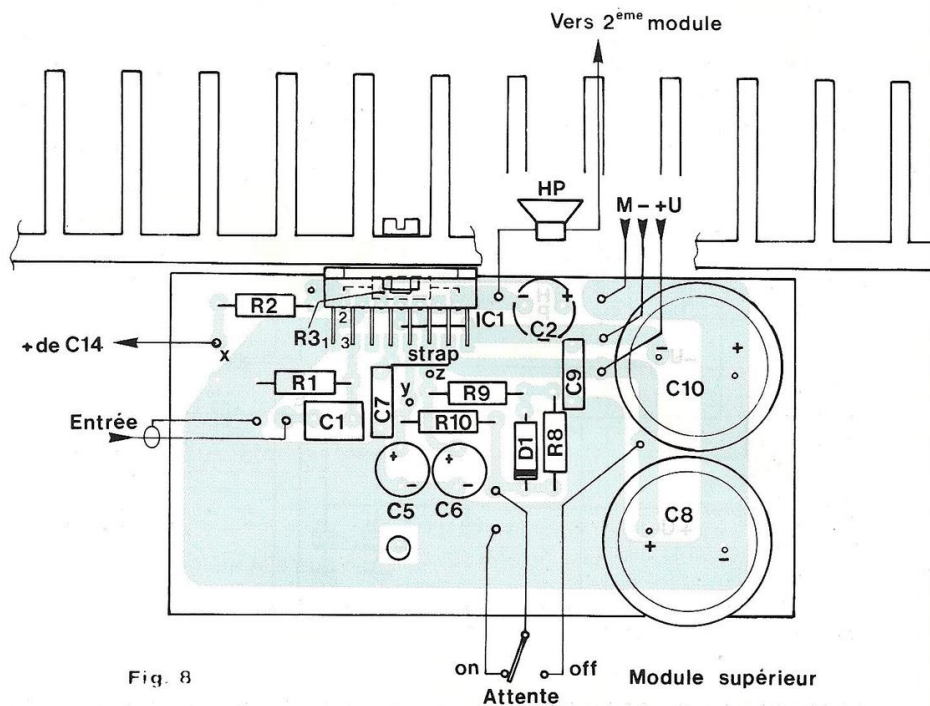 Vers 2eme module
HP
M - + U
R2
IC1
C2
R3
1
2
3
+ de C14
x
strap
z
y
R1
C7
R9
C9
C10
Entrée
C1
R10
D1
R8
C5
C6
C8
on
off
Attente
Fig. 8
Module supérieur